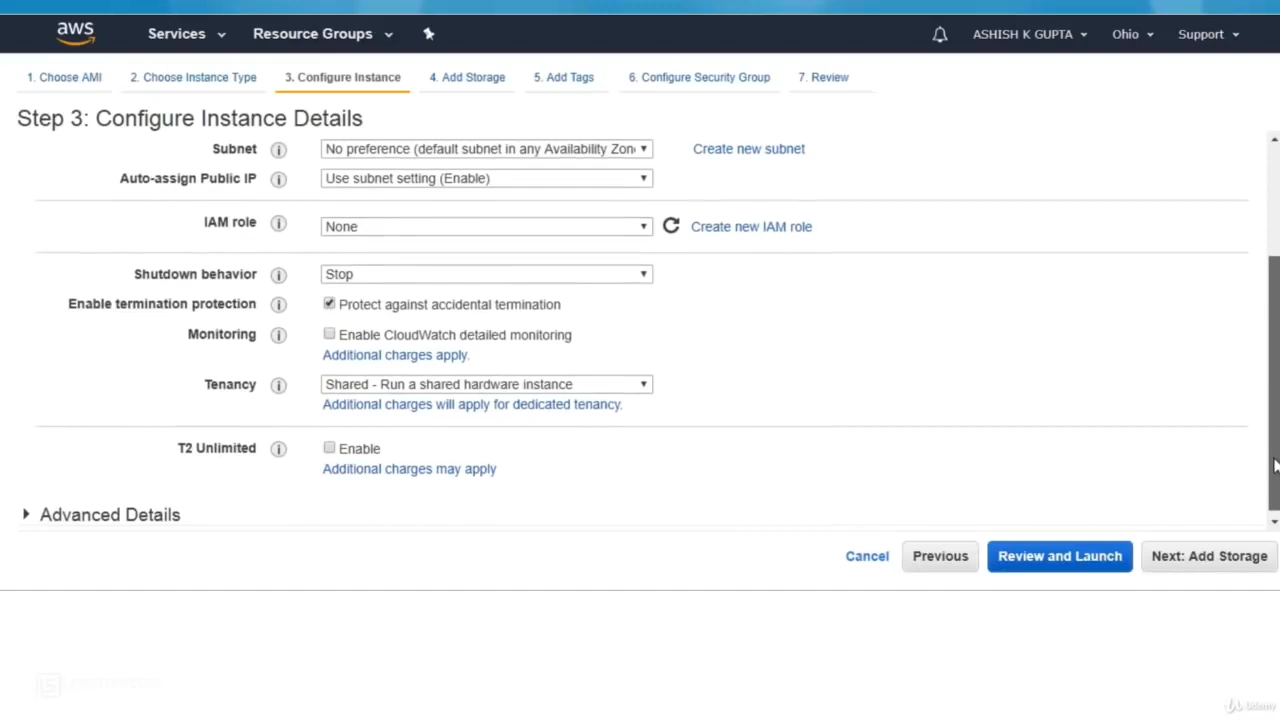 aws Services Resource Groups ASHISH K GUPTA Ohio Support
1. Choose AMI 2. Choose Instance Type 3. Configure Instance 4. Add Storage 5. Add Tags 6. Configure Security Group 7. Review
Step 3: Configure Instance Details
Subnet i No preference (default subnet in any Availability Zon Create new subnet
Auto-assign Public IP i Use subnet setting (Enable)
IAM role i None Create new IAM role
Shutdown behavior i Stop
Enable termination protection i Protect against accidental termination
Monitoring i Enable CloudWatch detailed monitoring
Additional charges apply.
Tenancy i Shared - Run a shared hardware instance
Additional charges will apply for dedicated tenancy.
T2 Unlimited i Enable
Additional charges may apply
Advanced Details
Cancel Previous Review and Launch Next: Add Storage
Udemy